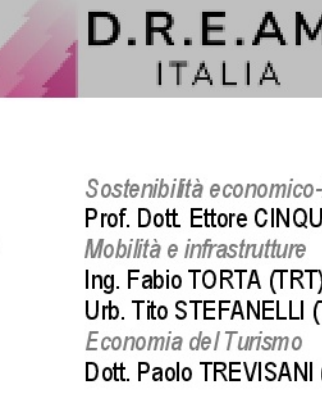 D.R.E.AM
ITALIA
Sostenibilità economico-
Prof. Dott. Ettore CINQU
Mobilità e infrastrutture
Ing. Fabio TORTA (TRT)
Urb. Tito STEFANELLI (T
Economia del Turismo
Dott. Paolo TREVISANI (